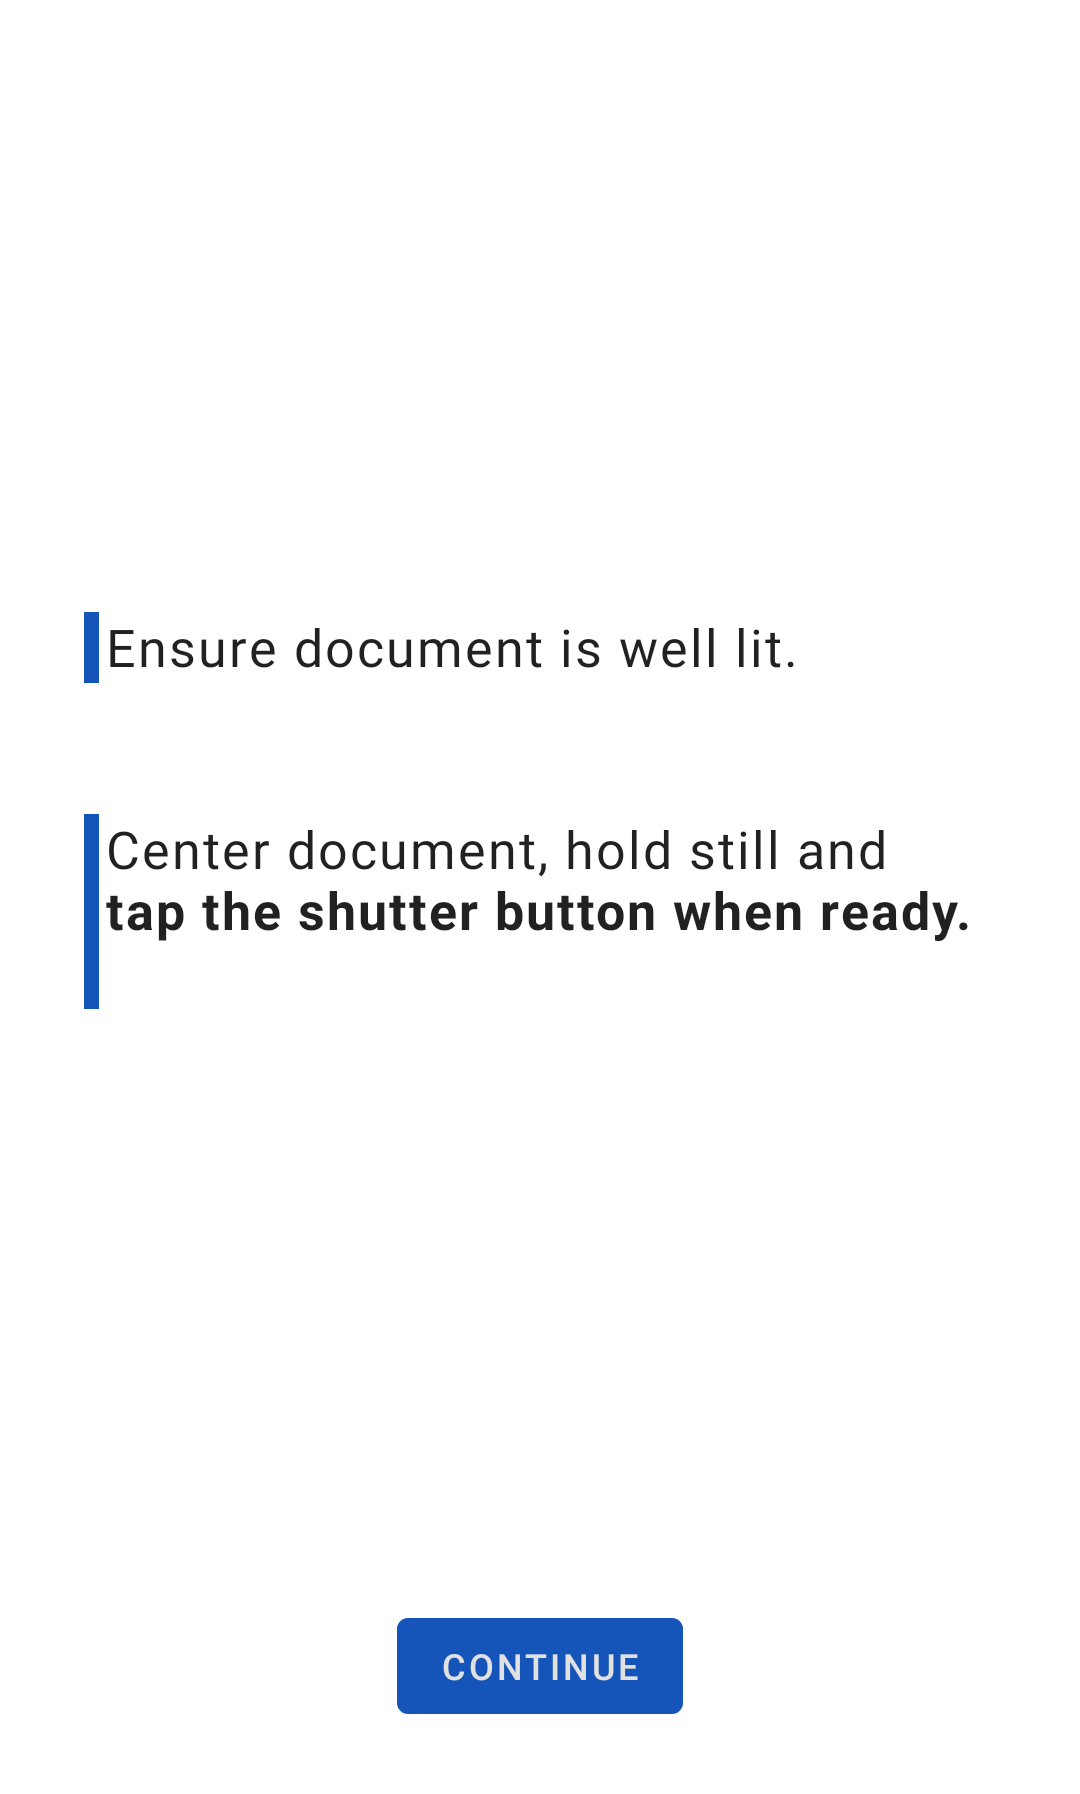 Ensure document is well lit.
Center document, hold still and
tap the shutter button when ready.
CONTINUE